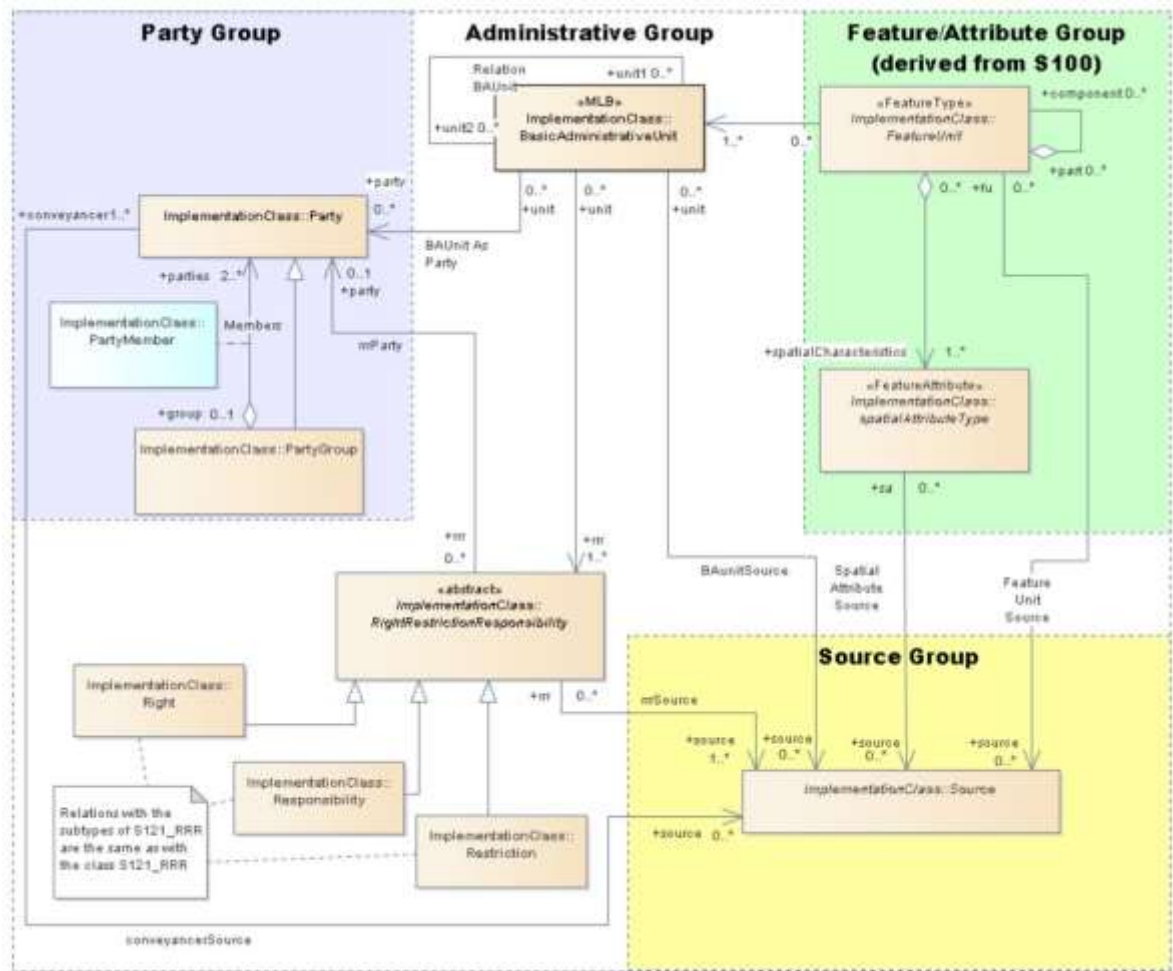 Party Group
Administrative Group
Feature/Attribute Group
(derived from S100)
Relation
BAUnit
+unit1 0..*
+unit2 0..*
«MLB»
ImplementationClass::
BasicAdministrativeUnit
1..*
0..*
«FeatureType»
ImplementationClass::
FeatureUnit
+component 0..*
+part 0..*
0..*
+unit
0..*
+unit
0..*
+unit
0..* +fu
0..*
+party
0..*
+conveyancer 1..*
ImplementationClass::Party
BAUnit As
Party
+parties 2..*
0..1
+party
ImplementationClass::
PartyMember
Members
rrrParty
+spatialCharacteristics
1..*
«FeatureAttribute»
ImplementationClass::
spatialAttributeType
+group 0..1
ImplementationClass::PartyGroup
+sa 0..*
+rrr
0..*
+rrr
1..*
BAunitSource
Spatial
Attribute
Source
Feature
Unit
Source
«abstract»
ImplementationClass::
RightRestrictionResponsibility
Source Group
ImplementationClass::
Right
+rrr 0..*
rrrSource
+source
1..*
+source
0..*
+source
0..*
+source
0..*
ImplementationClass::
Responsibility
ImplementationClass::Source
Relations with the
subtypes of S121_RRR
are the same as with
the class S121_RRR
ImplementationClass::
Restriction
+source 0..*
conveyancerSource